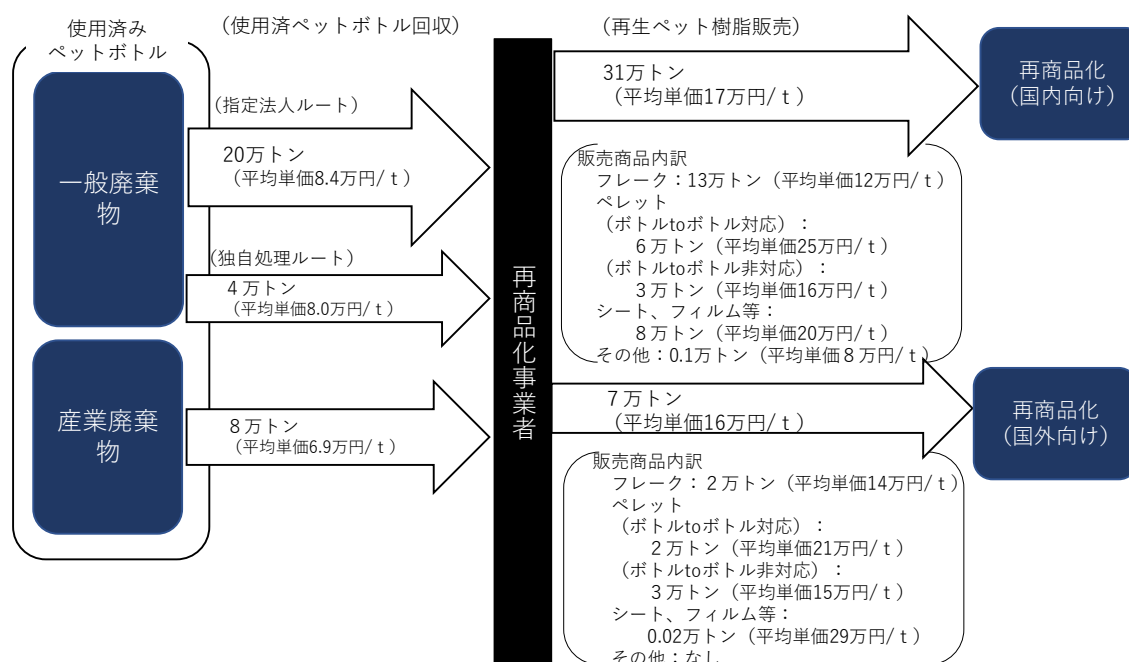 使用済み
ペットボトル
(使用済ペットボトル回収)
(再生ペット樹脂販売)
一般廃棄
物
産業廃棄
物
(指定法人ルート)
20万トン
(平均単価8.4万円/ｔ)
(独自処理ルート)
４万トン
(平均単価8.0万円/ｔ)
８万トン
(平均単価6.9万円/ｔ)
再商品化事業者
31万トン
(平均単価17万円/ｔ)
再商品化
(国内向け)
販売商品内訳
フレーク：13万トン（平均単価12万円/ｔ)
ペレット
（ボトルtoボトル対応）：
６万トン（平均単価25万円/ｔ)
(ボトルtoボトル非対応）：
３万トン（平均単価16万円/ｔ)
シート、フィルム等：
８万トン（平均単価20万円/ｔ)
その他：0.1万トン（平均単価８万円/ｔ)
７万トン
(平均単価16万円/ｔ)
再商品化
(国外向け)
販売商品内訳
フレーク：２万トン（平均単価14万円/ｔ)
ペレット
（ボトルtoボトル対応）：
２万トン（平均単価21万円/ｔ)
(ボトルtoボトル非対応）：
３万トン（平均単価15万円/ｔ)
シート、フィルム等：
0.02万トン（平均単価29万円/ｔ)
その他：なし